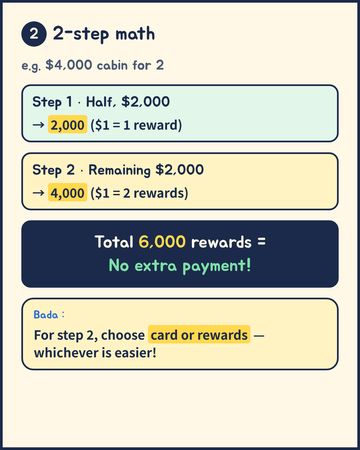 2 2-step math
e.g. $4,000 cabin for 2
Step 1 · Half, $2,000
→ 2,000 ($1 = 1 reward)
Step 2 · Remaining $2,000
→ 4,000 ($1 = 2 rewards)
Total 6,000 rewards =
No extra payment!
Bada :
For step 2, choose card or rewards —
whichever is easier!